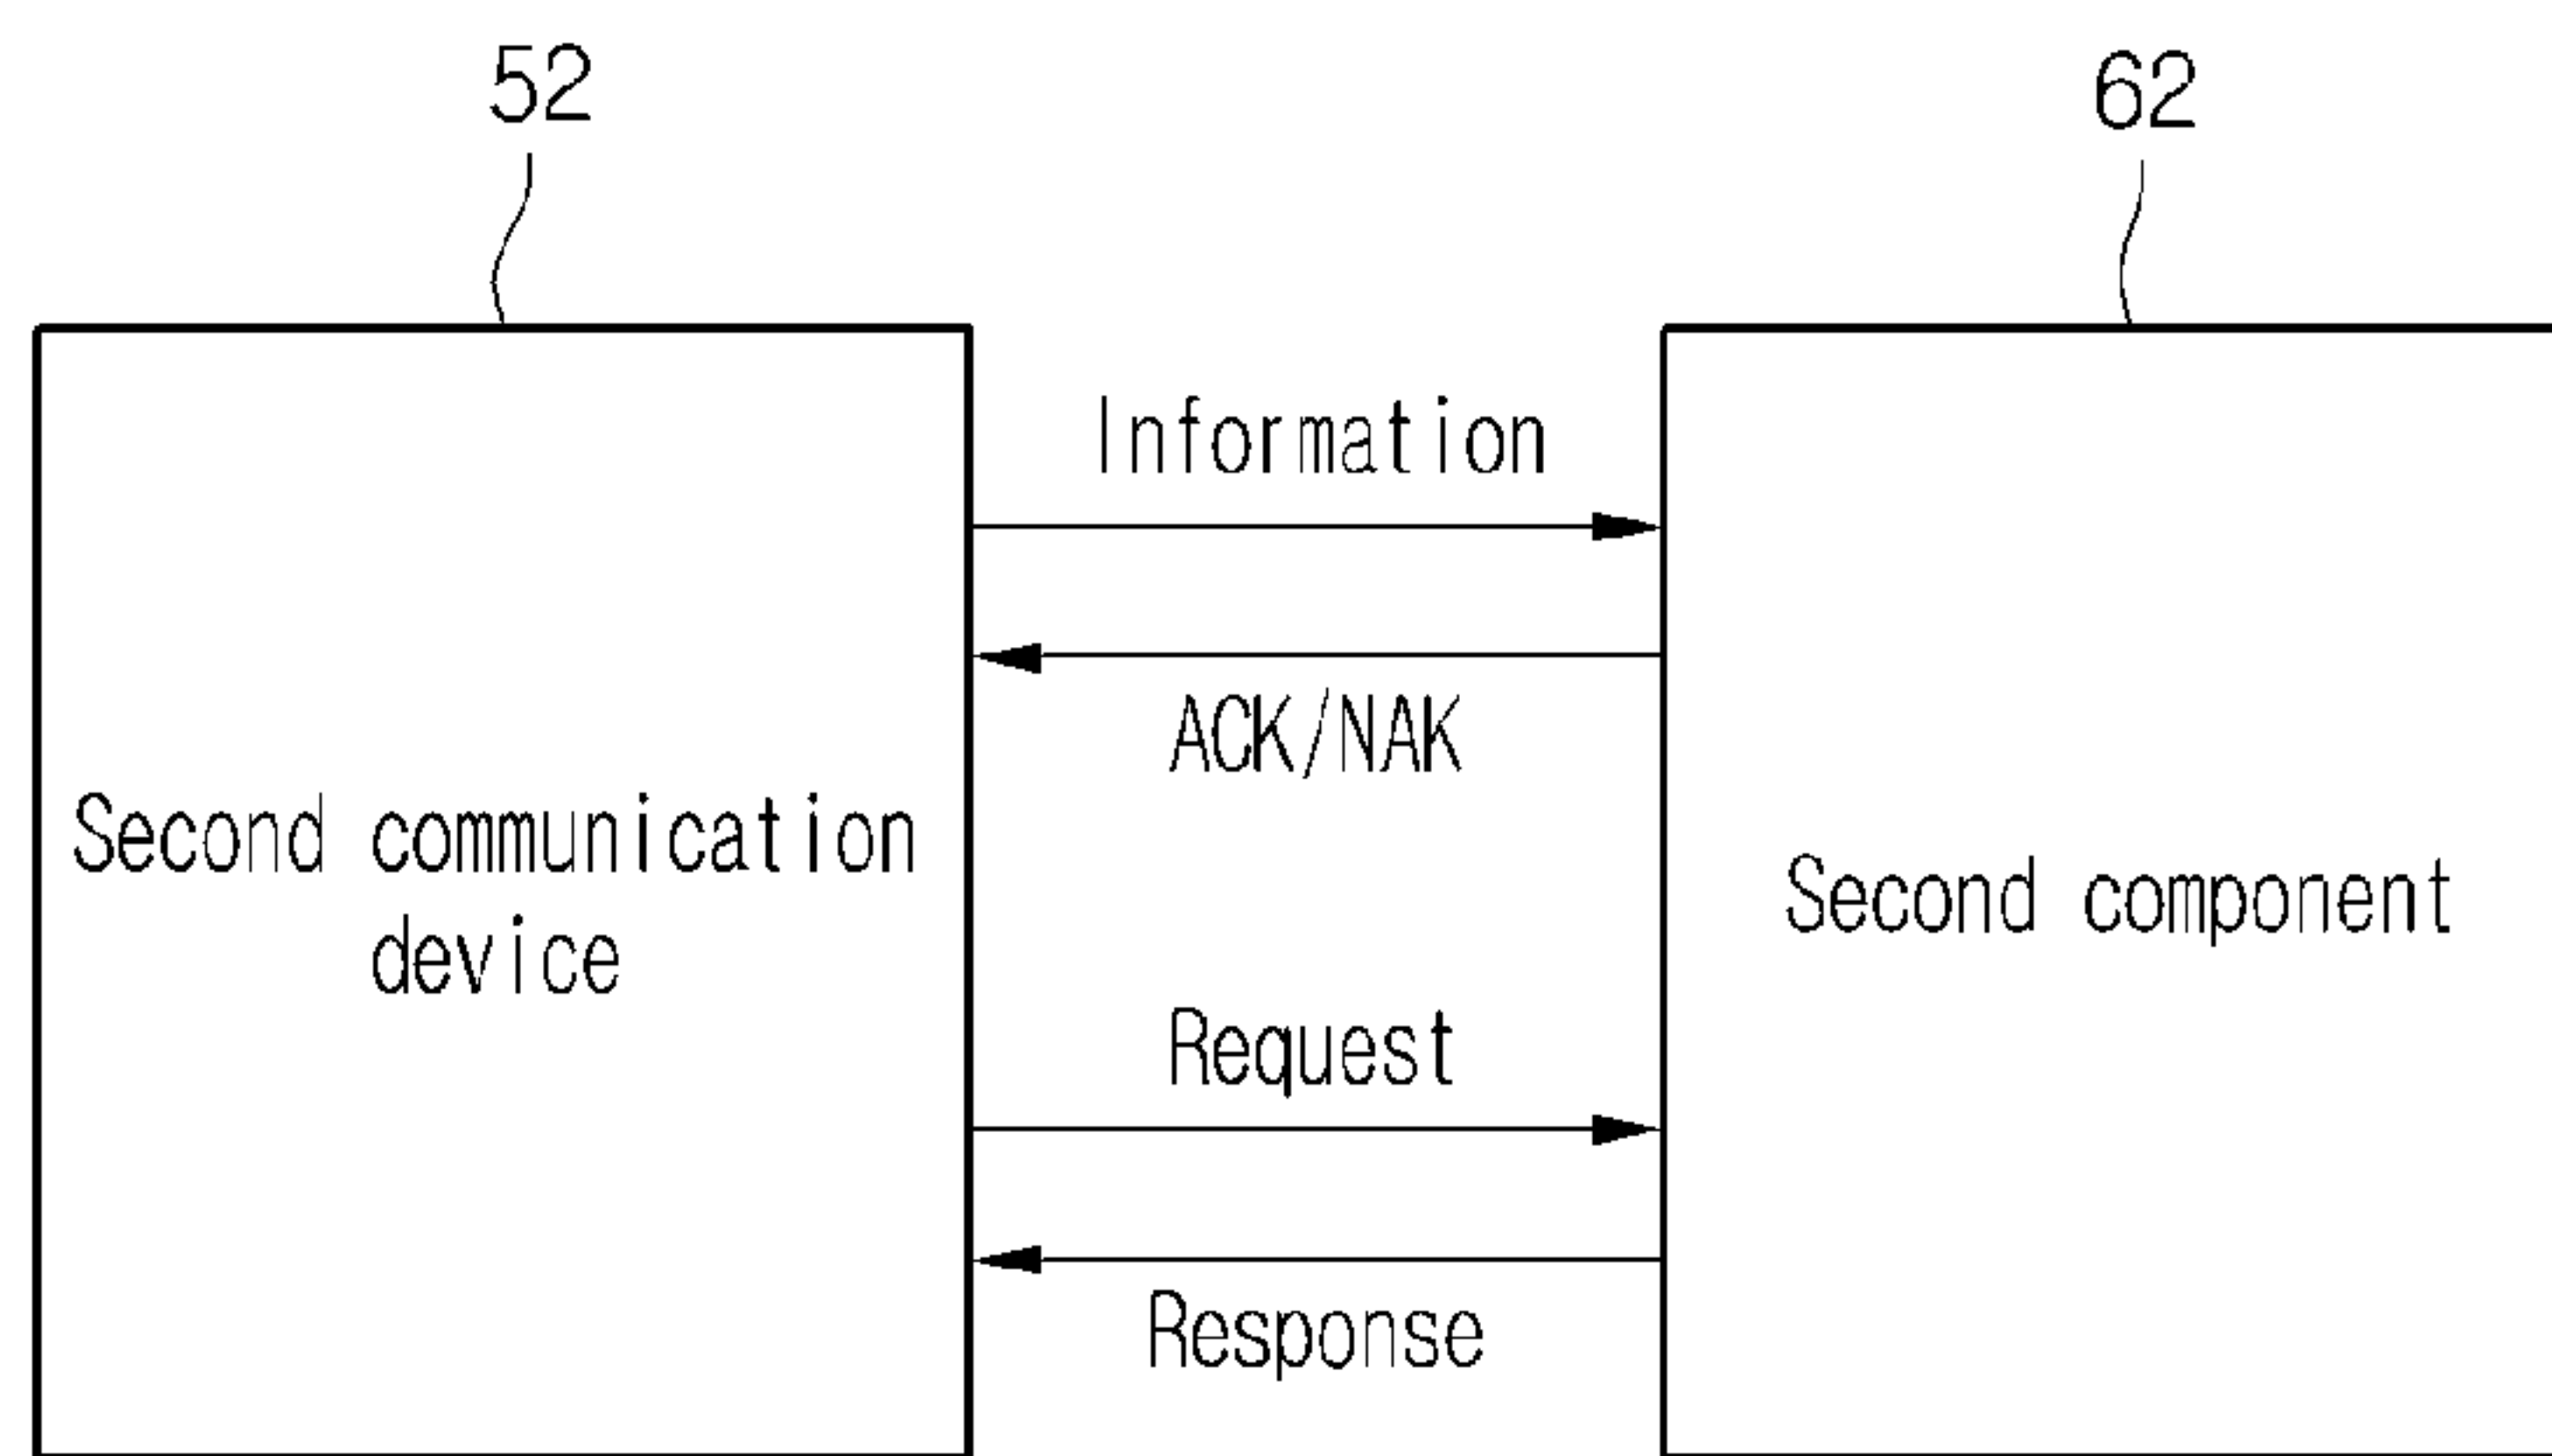 52
62
Information
ACK/NAK
Second communication
device
Second component
Request
Response